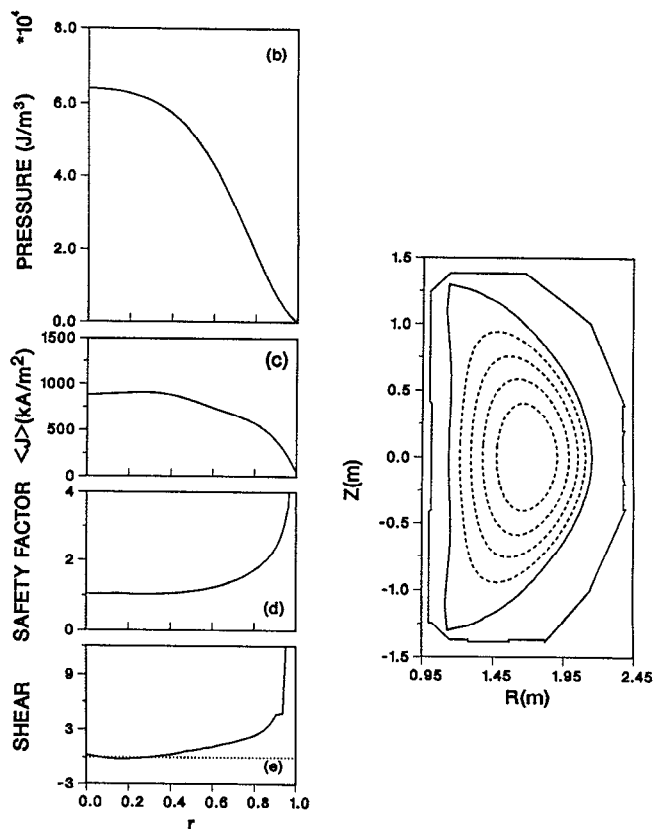 *10⁴
8.0
(b)
6.0
PRESSURE (J/m³)
4.0
2.0
0.0
1500
(c)
1000
<J>(kA/m²)
500
0
4
SAFETY FACTOR
2
(d)
0
9
SHEAR
3
(e)
-3
0.0 0.2 0.4 0.6 0.8 1.0
r
1.5
1.0
0.5
Z(m)
0.0
-0.5
-1.0
-1.5
0.95 1.45 1.95 2.45
R(m)